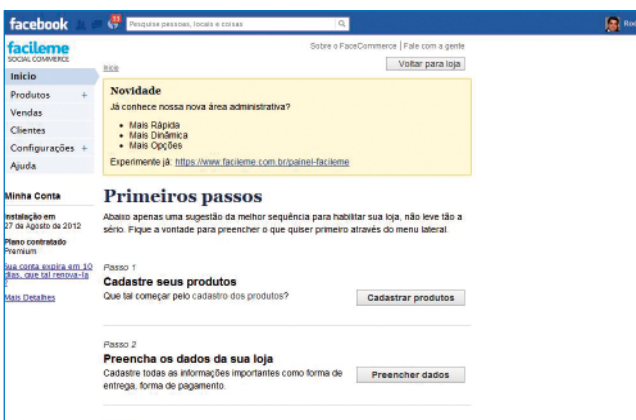 facebook
Pesquise pessoas, locais e coisas
facileme
SOCIAL COMMERCE
Sobre o FaceCommerce | Fale com a gente
Voltar para loja
Início
Início
Produtos +
Vendas
Clientes
Configurações +
Ajuda
Novidade
Já conhece nossa nova área administrativa?
• Mais Rápida
• Mais Dinâmica
• Mais Opções
Experimente já: https://www.facileme.com.br/painel-facileme
Minha Conta
Instalação em
27 de Agosto de 2012
Plano contratado
Premium
Sua conta expira em 10
dias, que tal renova-la
?
Mais Detalhes
Primeiros passos
Abaixo apenas uma sugestão da melhor sequência para habilitar sua loja, não leve tão a
sério. Fique a vontade para preencher o que quiser primeiro através do menu lateral.
Passo 1
Cadastre seus produtos
Que tal começar pelo cadastro dos produtos?
Cadastrar produtos
Passo 2
Preencha os dados da sua loja
Cadastre todas as informações importantes como forma de
entrega, forma de pagamento.
Preencher dados